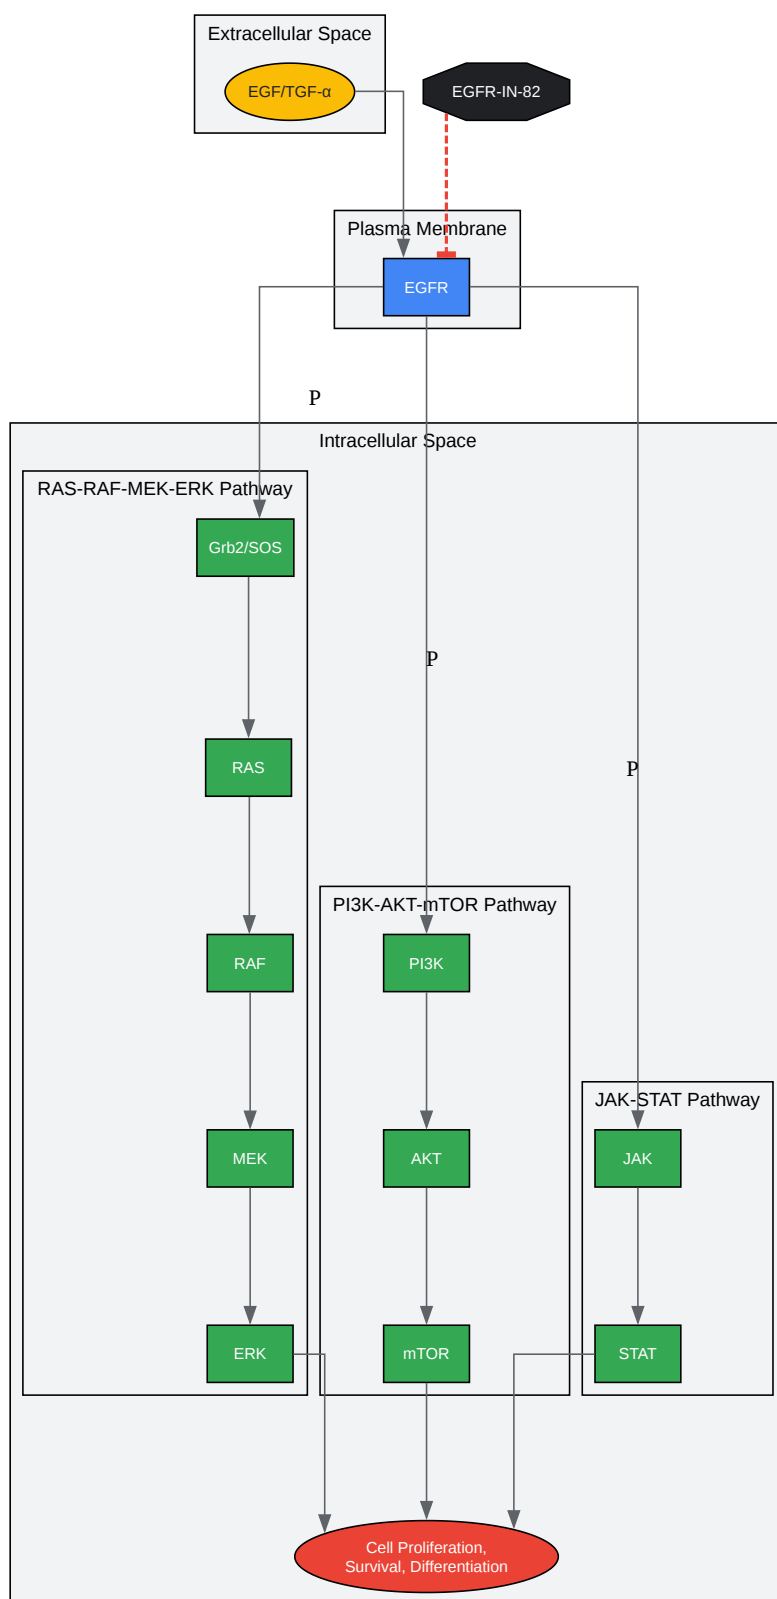 Extracellular Space
EGF/TGF-α
EGFR-IN-82
Plasma Membrane
EGFR
P
Intracellular Space
RAS-RAF-MEK-ERK Pathway
Grb2/SOS
P
RAS
P
PI3K-AKT-mTOR Pathway
RAF
PI3K
JAK-STAT Pathway
MEK
AKT
JAK
ERK
mTOR
STAT
Cell Proliferation,
Survival, Differentiation